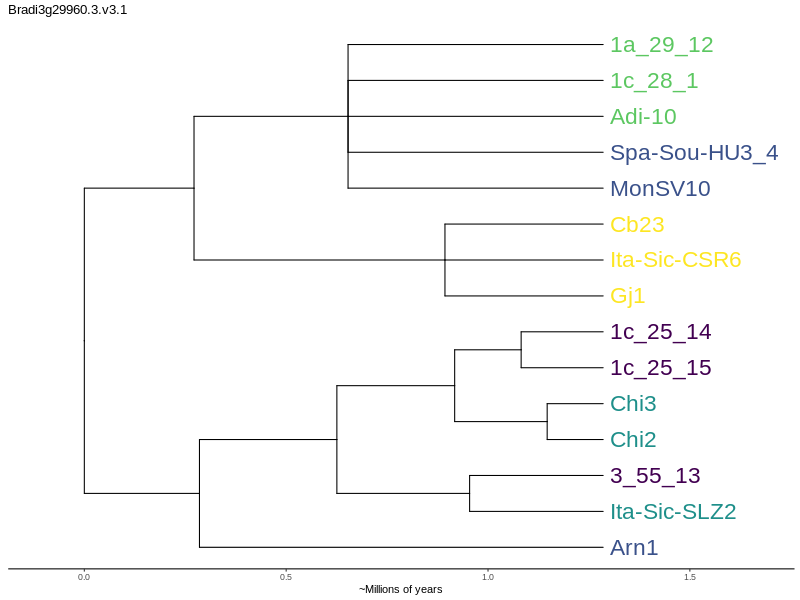 Bradi3g29960.3.v3.1
1a_29_12
1c_28_1
Adi-10
Spa-Sou-HU3_4
MonSV10
Cb23
Ita-Sic-CSR6
Gj1
1c_25_14
1c_25_15
Chi3
Chi2
3_55_13
Ita-Sic-SLZ2
Arn1
0.0 0.5 1.0 1.5
~Millions of years